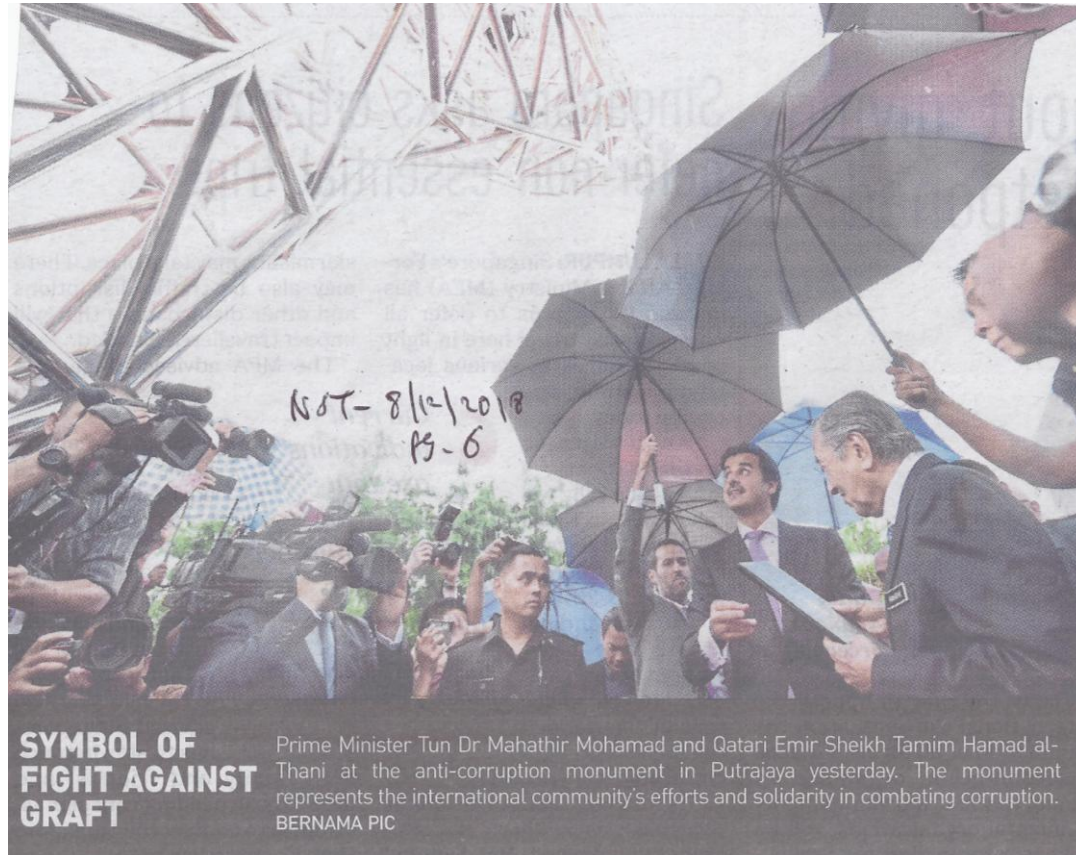 NST- 8/12/2018
PG-6
SYMBOL OF
FIGHT AGAINST
GRAFT
Prime Minister Tun Dr Mahathir Mohamad and Qatari Emir Sheikh Tamim Hamad al-
Thani at the anti-corruption monument in Putrajaya yesterday. The monument
represents the international community's efforts and solidarity in combating corruption.
BERNAMA PIC